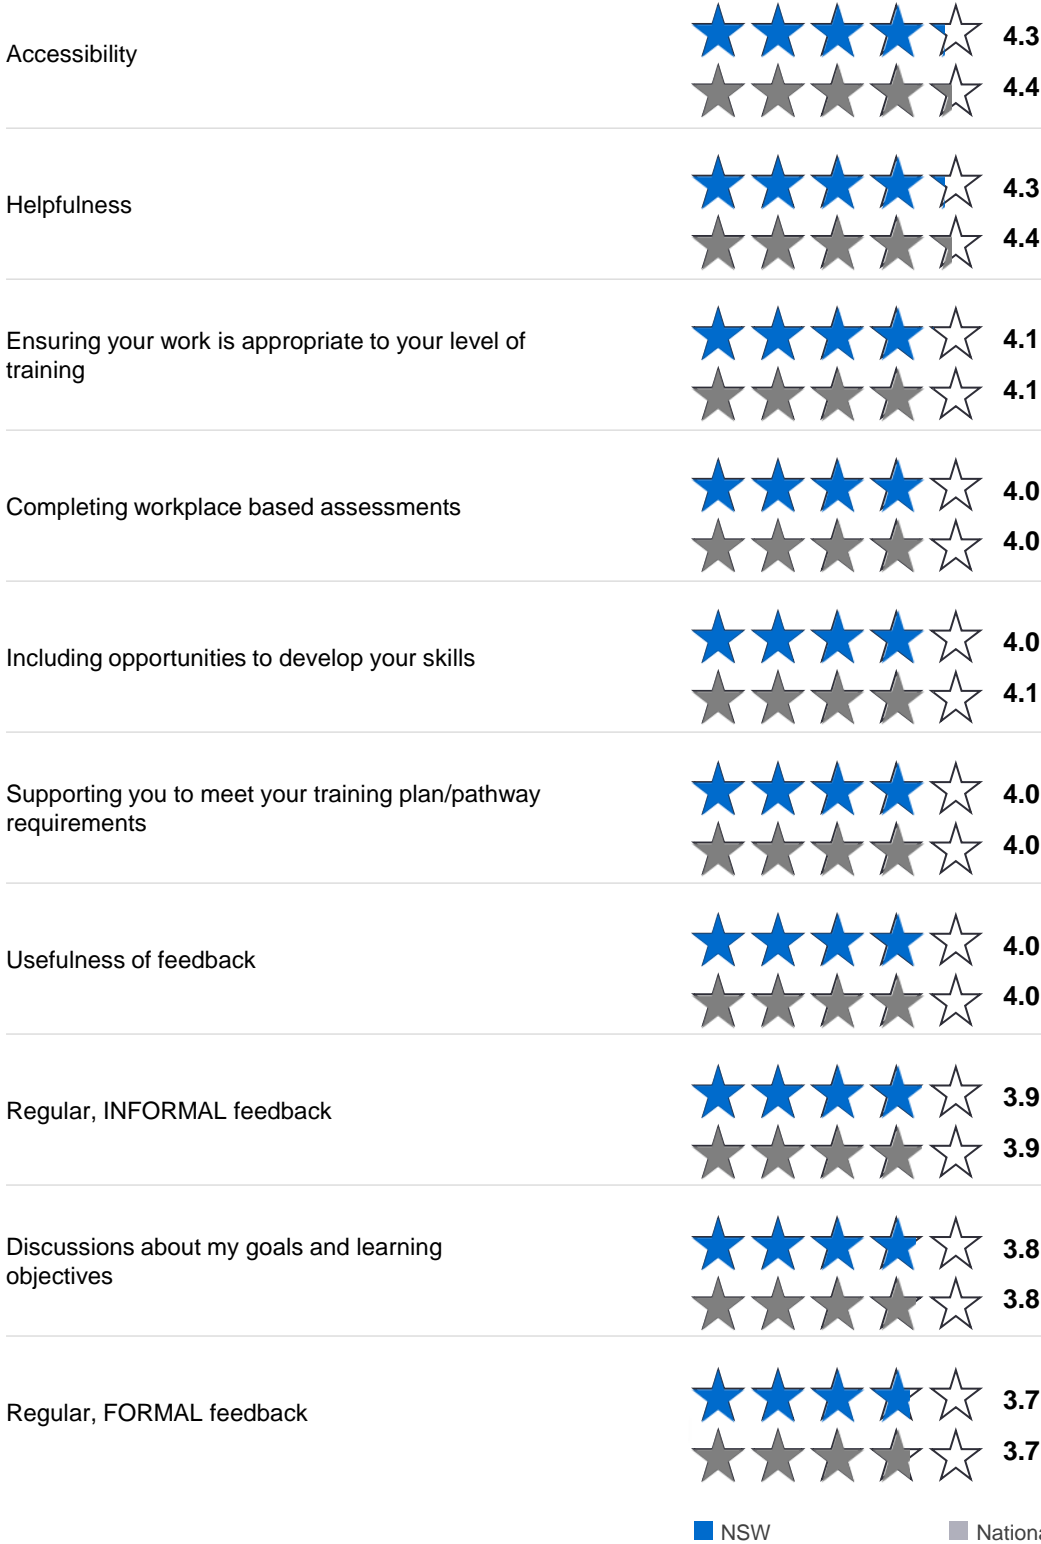 Accessibility
4.3
4.4
Helpfulness
4.3
4.4
Ensuring your work is appropriate to your level of
training
4.1
4.1
Completing workplace based assessments
4.0
4.0
Including opportunities to develop your skills
4.0
4.1
Supporting you to meet your training plan/pathway
requirements
4.0
4.0
Usefulness of feedback
4.0
4.0
Regular, INFORMAL feedback
3.9
3.9
Discussions about my goals and learning
objectives
3.8
3.8
Regular, FORMAL feedback
3.7
3.7
NSW